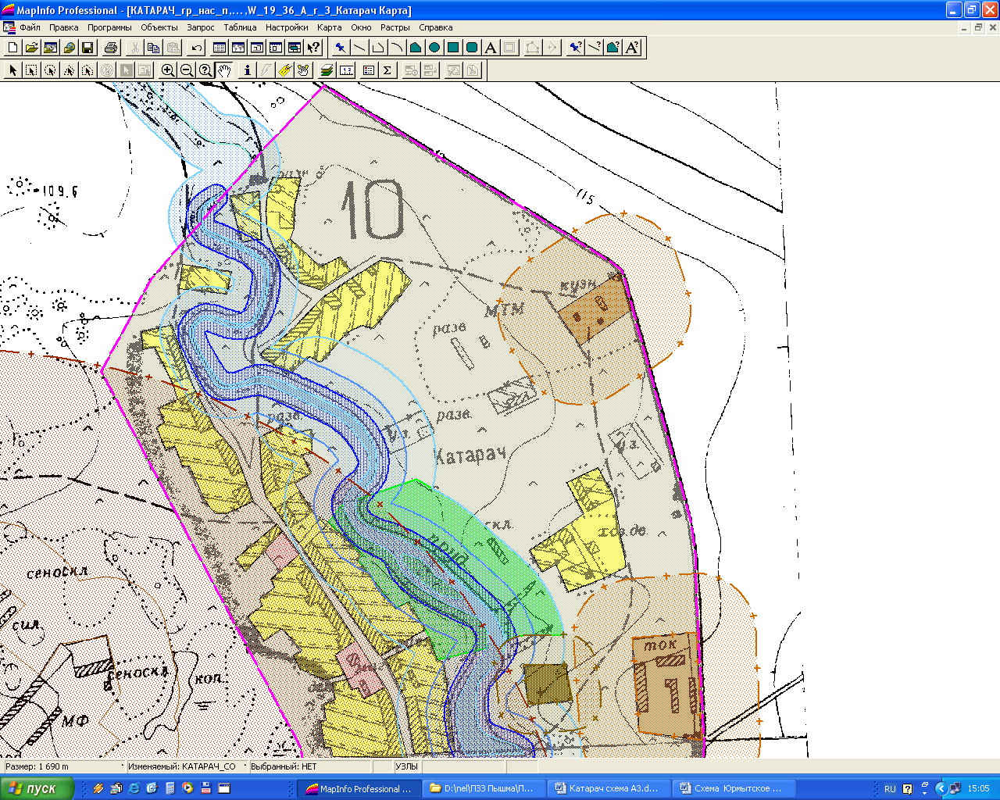 MapInfo Professional - [КАТАРАЧ_гр_нас_п,...,W_19_36_A_г_3_Катарач Карта]
Файл Правка Программы Объекты Запрос Таблица Настройки Карта Окно Растры Справка
10
109.6
115
кузн.
МТМ
разв
разв.
Катарач
скл.
хоз.дв.
сеноскл
сил.
сеноскл
коп.
МФ
ток
Размер: 1 690 m Изменяемый: КАТАРАЧ_СО Выбранный: НЕТ УЗЛЫ
пуск MapInfo Professional ... D:\nel\ПЗЗ Пышма\П... Катарач схема А3.d... Схема Юрмытское ... RU 15:05